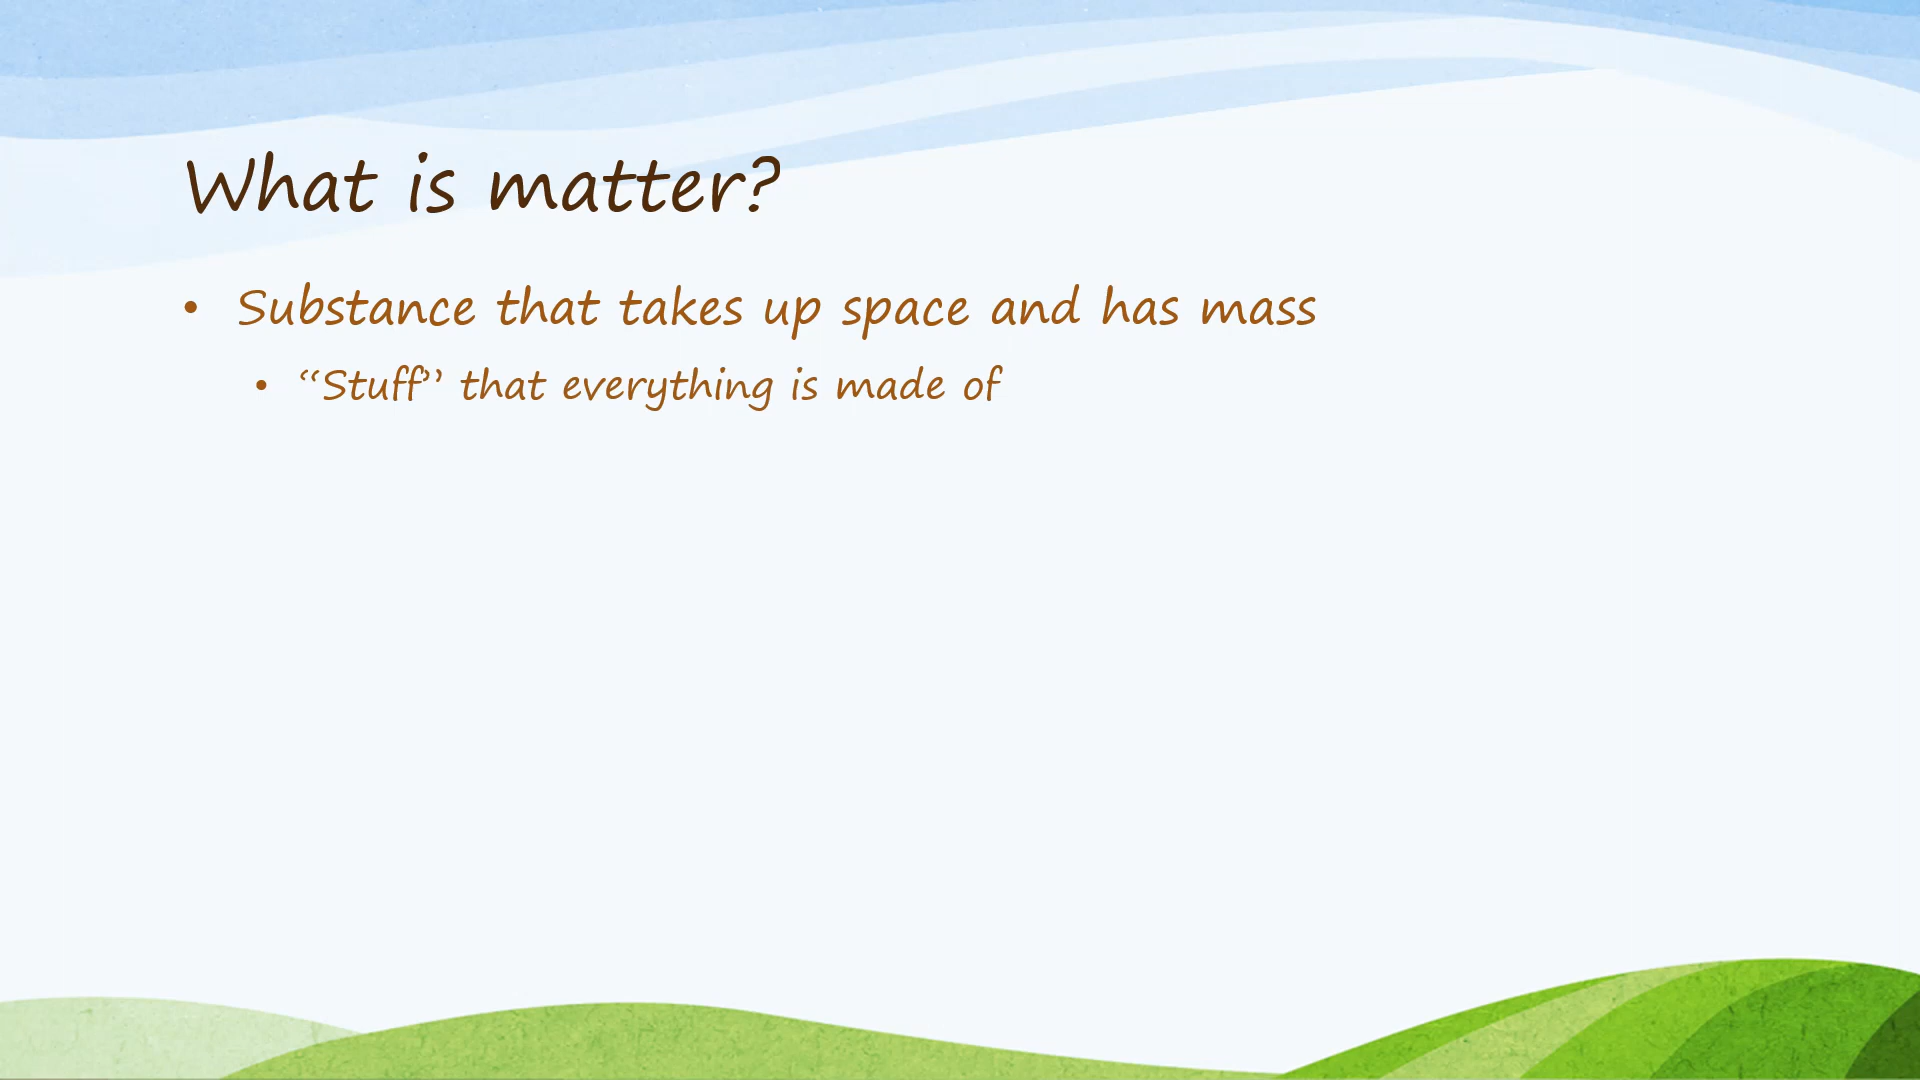 What is matter?
• Substance that takes up space and has mass
• “Stuff” that everything is made of